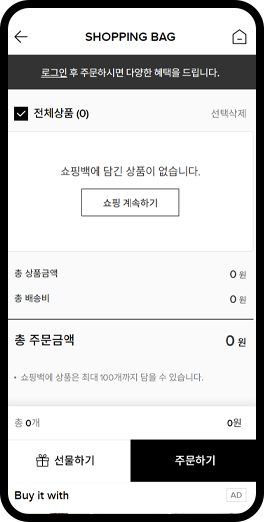 SHOPPING BAG
로그인 후 주문하시면 다양한 혜택을 드립니다.
전체상품 (0) 선택삭제
쇼핑백에 담긴 상품이 없습니다.
쇼핑 계속하기
총 상품금액 0 원
총 배송비 0 원
총 주문금액 0 원
• 쇼핑백에 상품은 최대 100개까지 담을 수 있습니다.
총 0개 0원
선물하기 주문하기
Buy it with AD